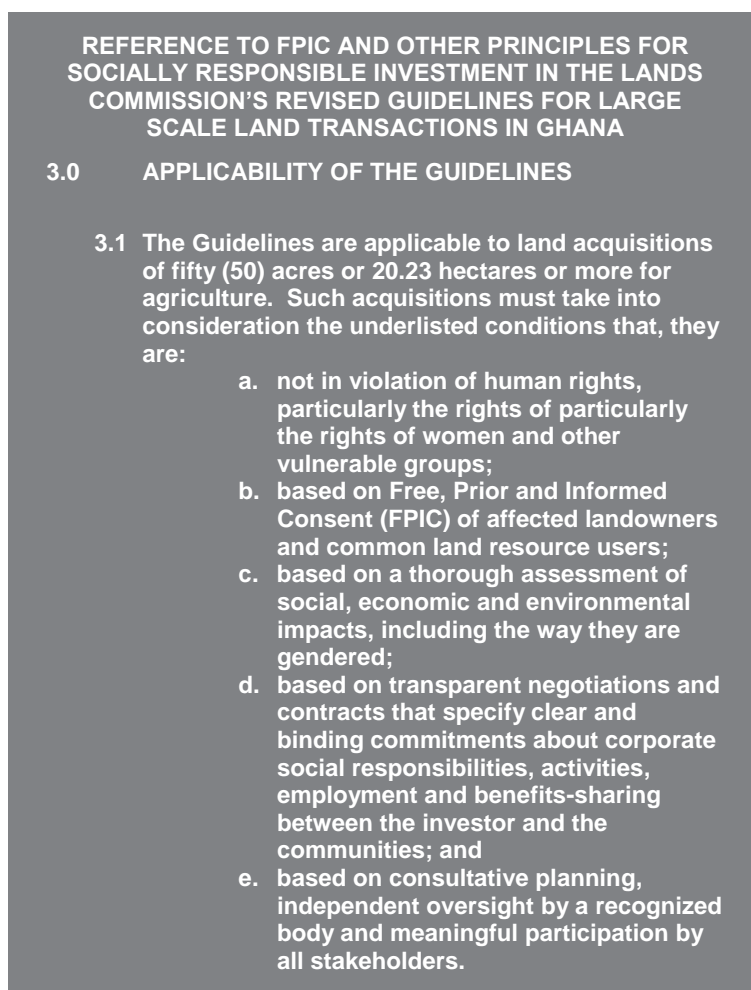 REFERENCE TO FPIC AND OTHER PRINCIPLES FOR
SOCIALLY RESPONSIBLE INVESTMENT IN THE LANDS
COMMISSION'S REVISED GUIDELINES FOR LARGE
SCALE LAND TRANSACTIONS IN GHANA
3.0 APPLICABILITY OF THE GUIDELINES
3.1 The Guidelines are applicable to land acquisitions
of fifty (50) acres or 20.23 hectares or more for
agriculture. Such acquisitions must take into
consideration the underlisted conditions that, they
are:
a. not in violation of human rights,
particularly the rights of particularly
the rights of women and other
vulnerable groups;
b. based on Free, Prior and Informed
Consent (FPIC) of affected landowners
and common land resource users;
c. based on a thorough assessment of
social, economic and environmental
impacts, including the way they are
gendered;
d. based on transparent negotiations and
contracts that specify clear and
binding commitments about corporate
social responsibilities, activities,
employment and benefits-sharing
between the investor and the
communities; and
e. based on consultative planning,
independent oversight by a recognized
body and meaningful participation by
all stakeholders.